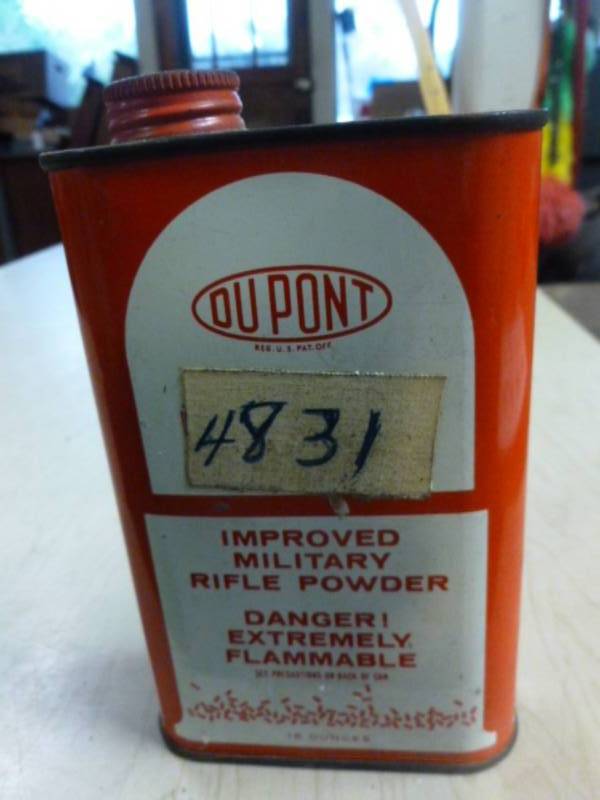 DU PONT
REG. U. S. PAT. OFF.
4831
IMPROVED
MILITARY
RIFLE POWDER
DANGER!
EXTREMELY
FLAMMABLE
SEE PRECAUTIONS ON BACK OF CAN
16 OUNCES